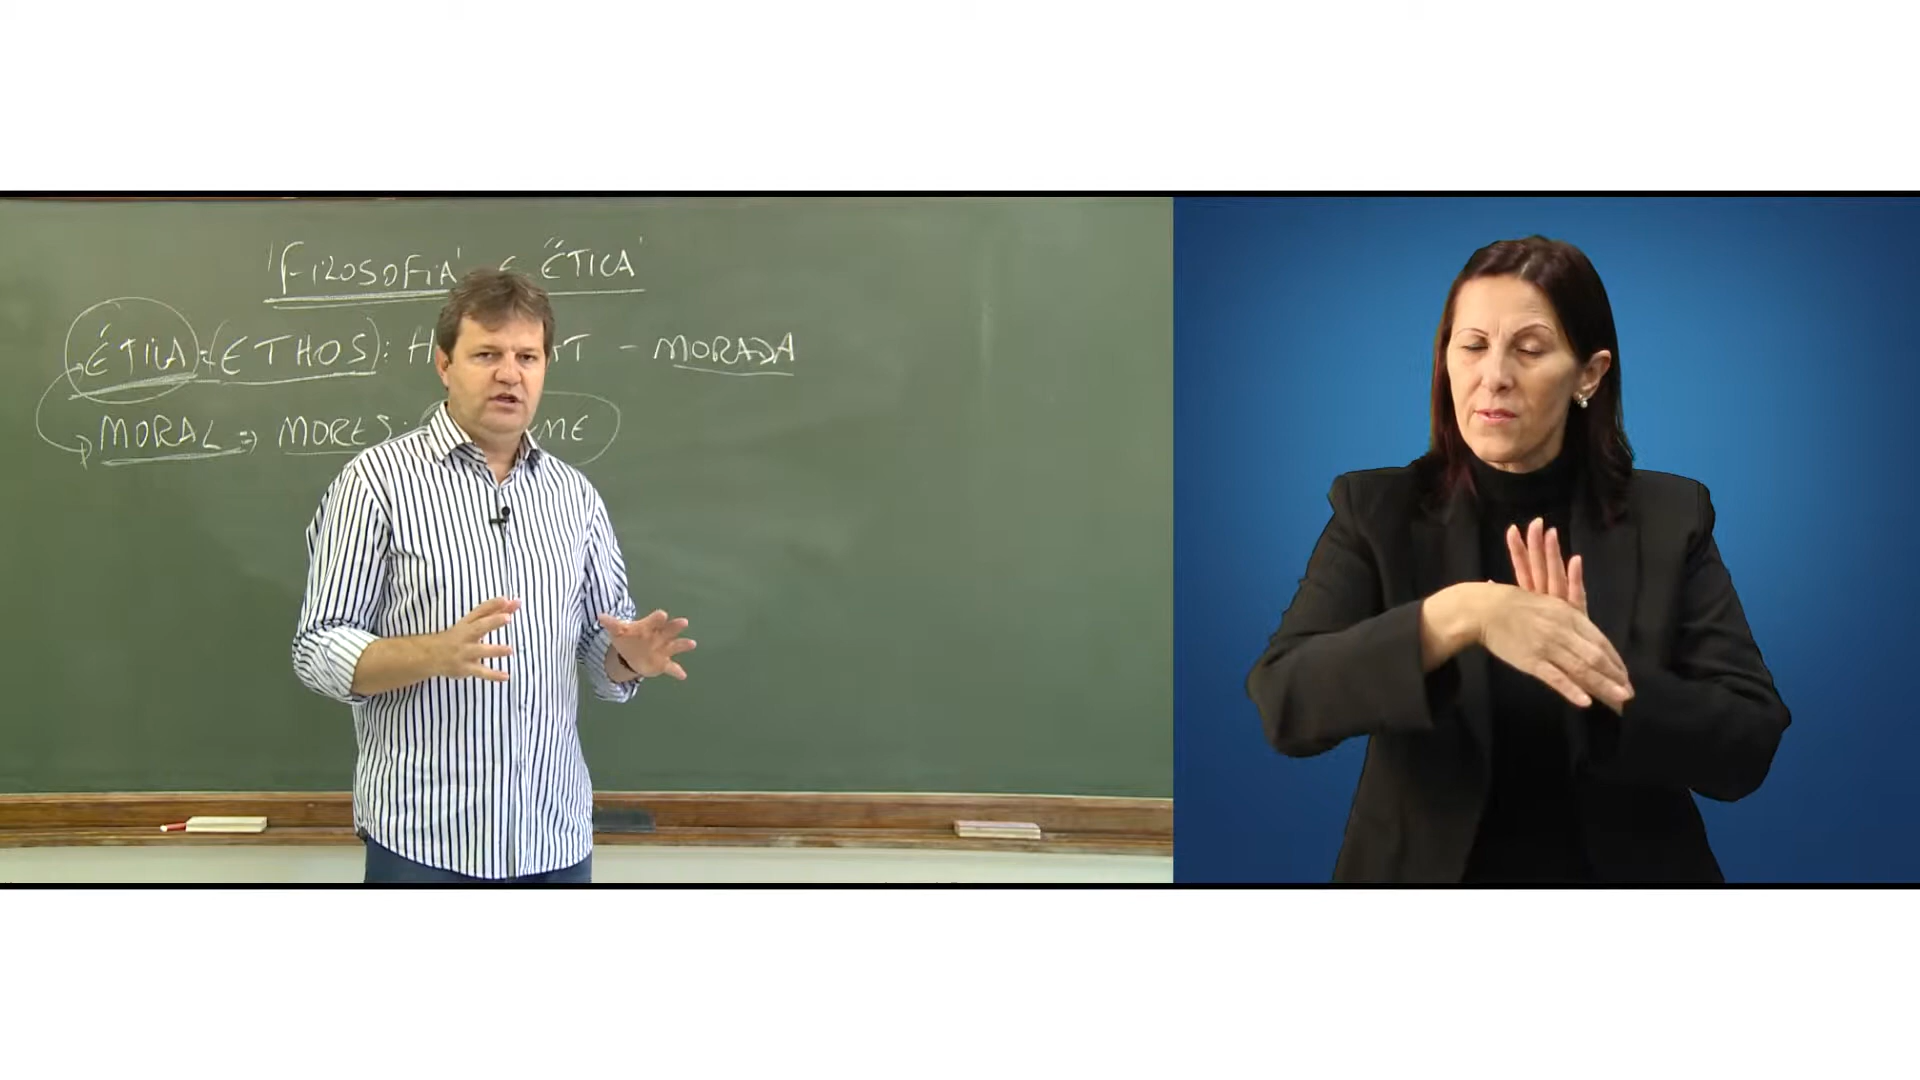 'FILOSOFIA' E ÉTICA'
ÉTICA = (ETHOS): - MORADA
MORAL => MORES: